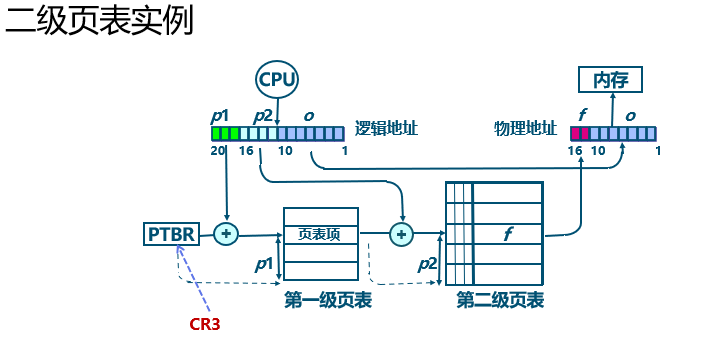 二级页表实例
CPU
内存
p1 p2 o
f o
逻辑地址
物理地址
20 16 10 1
16 10 1
PTBR
+
页表项
+
f
p1
p2
第一级页表
第二级页表
CR3